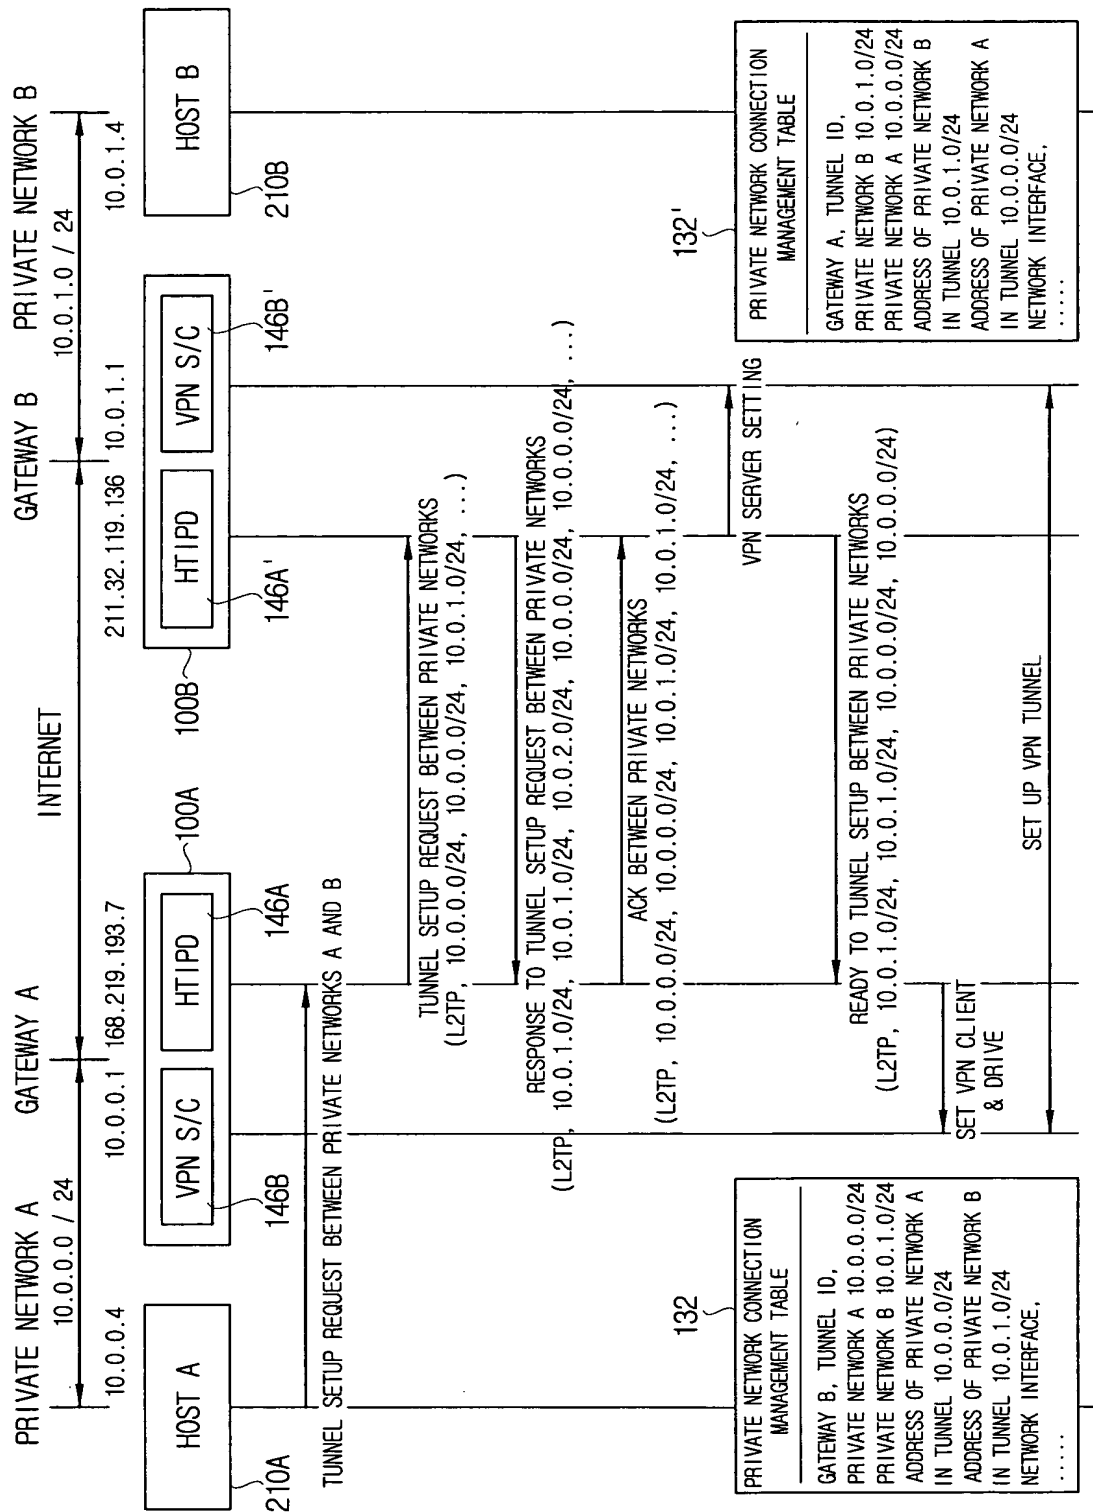 PRIVATE NETWORK A
GATEWAY A
INTERNET
GATEWAY B
PRIVATE NETWORK B
10.0.0.0 / 24
10.0.1.0 / 24
10.0.0.4
10.0.0.1
168.219.193.7
211.32.119.136
10.0.1.1
10.0.1.4
100A
100B
HOST A
VPN S/C
HTIPD
HTIPD
VPN S/C
HOST B
210A
146B
146A
146A'
146B'
210B
TUNNEL SETUP REQUEST BETWEEN PRIVATE NETWORKS A AND B
TUNNEL SETUP REQUEST BETWEEN PRIVATE NETWORKS
(L2TP, 10.0.0.0/24, 10.0.0.0/24, 10.0.1.0/24, ...)
RESPONSE TO TUNNEL SETUP REQUEST BETWEEN PRIVATE NETWORKS
(L2TP, 10.0.1.0/24, 10.0.1.0/24, 10.0.2.0/24, 10.0.0.0/24, 10.0.0.0/24, ...)
ACK BETWEEN PRIVATE NETWORKS
(L2TP, 10.0.0.0/24, 10.0.0.0/24, 10.0.1.0/24, 10.0.1.0/24, ...)
VPN SERVER SETTING
READY TO TUNNEL SETUP BETWEEN PRIVATE NETWORKS
(L2TP, 10.0.1.0/24, 10.0.1.0/24, 10.0.0.0/24, 10.0.0.0/24)
SET VPN CLIENT
& DRIVE
SET UP VPN TUNNEL
132
PRIVATE NETWORK CONNECTION
MANAGEMENT TABLE
GATEWAY B, TUNNEL ID,
PRIVATE NETWORK A 10.0.0.0/24
PRIVATE NETWORK B 10.0.1.0/24
ADDRESS OF PRIVATE NETWORK A
IN TUNNEL 10.0.0.0/24
ADDRESS OF PRIVATE NETWORK B
IN TUNNEL 10.0.1.0/24
NETWORK INTERFACE,
.....
132'
PRIVATE NETWORK CONNECTION
MANAGEMENT TABLE
GATEWAY A, TUNNEL ID,
PRIVATE NETWORK B 10.0.1.0/24
PRIVATE NETWORK A 10.0.0.0/24
ADDRESS OF PRIVATE NETWORK B
IN TUNNEL 10.0.1.0/24
ADDRESS OF PRIVATE NETWORK A
IN TUNNEL 10.0.0.0/24
NETWORK INTERFACE,
.....